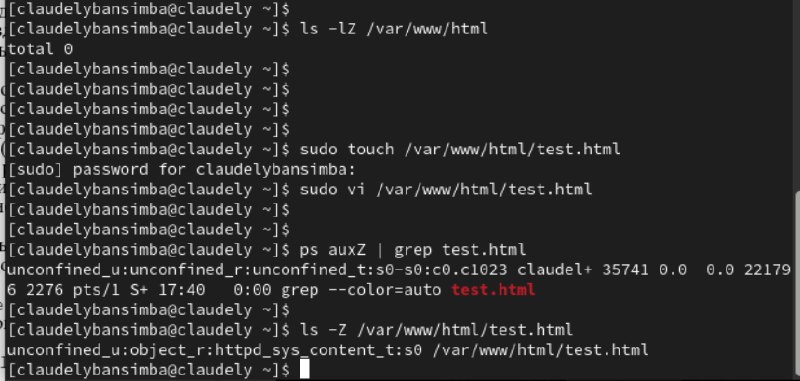 [claudelybansimba@claudely ~]$
[claudelybansimba@claudely ~]$ ls -lZ /var/www/html
total 0
[claudelybansimba@claudely ~]$
[claudelybansimba@claudely ~]$
[claudelybansimba@claudely ~]$
[claudelybansimba@claudely ~]$
[claudelybansimba@claudely ~]$ sudo touch /var/www/html/test.html
[sudo] password for claudelybansimba:
[claudelybansimba@claudely ~]$ sudo vi /var/www/html/test.html
[claudelybansimba@claudely ~]$
[claudelybansimba@claudely ~]$
[claudelybansimba@claudely ~]$ ps auxZ | grep test.html
unconfined_u:unconfined_r:unconfined_t:s0-s0:c0.c1023 claudel+ 35741 0.0  0.0 22179
6 2276 pts/1 S+ 17:40   0:00 grep --color=auto test.html
[claudelybansimba@claudely ~]$
[claudelybansimba@claudely ~]$ ls -Z /var/www/html/test.html
unconfined_u:object_r:httpd_sys_content_t:s0 /var/www/html/test.html
[claudelybansimba@claudely ~]$